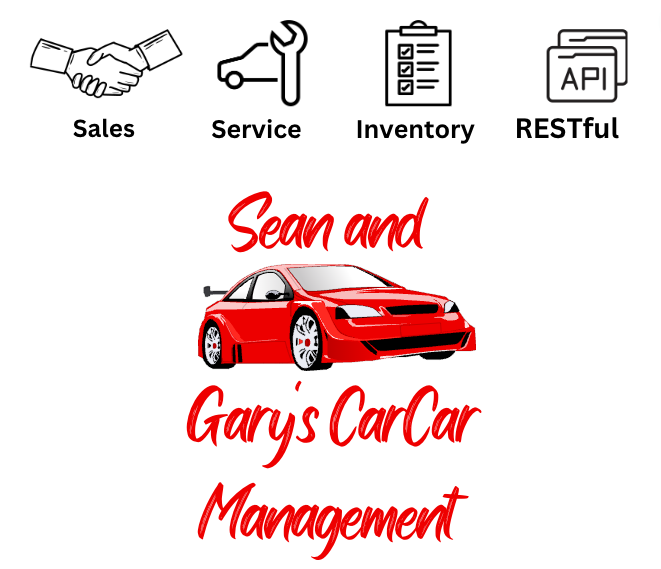 API
Sales Service Inventory RESTful
Sean and
Gary's CarCar
Management